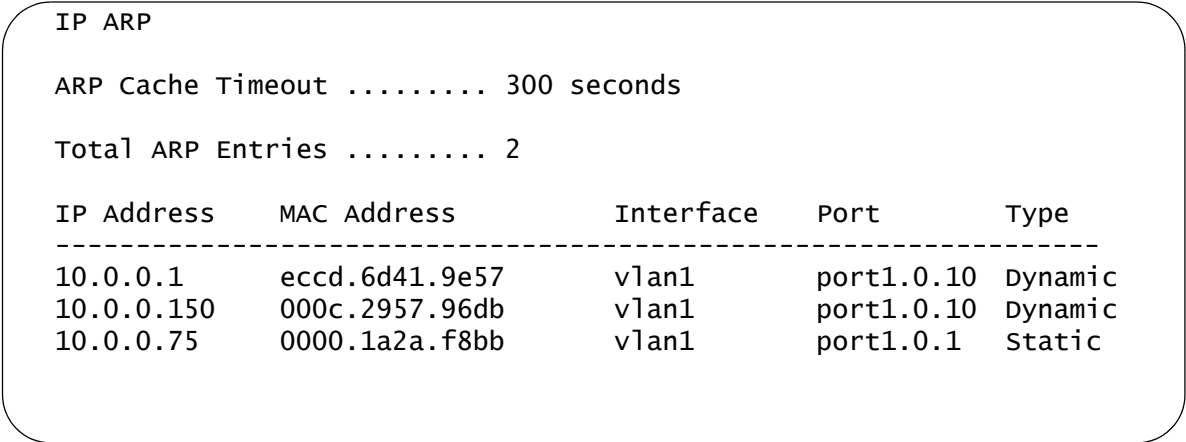 IP ARP
ARP Cache Timeout ......... 300 seconds
Total ARP Entries ......... 2
IP Address MAC Address Interface Port Type
-----------------------------------------------------------------
10.0.0.1 eccd.6d41.9e57 vlan1 port1.0.10 Dynamic
10.0.0.150 000c.2957.96db vlan1 port1.0.10 Dynamic
10.0.0.75 0000.1a2a.f8bb vlan1 port1.0.1 Static